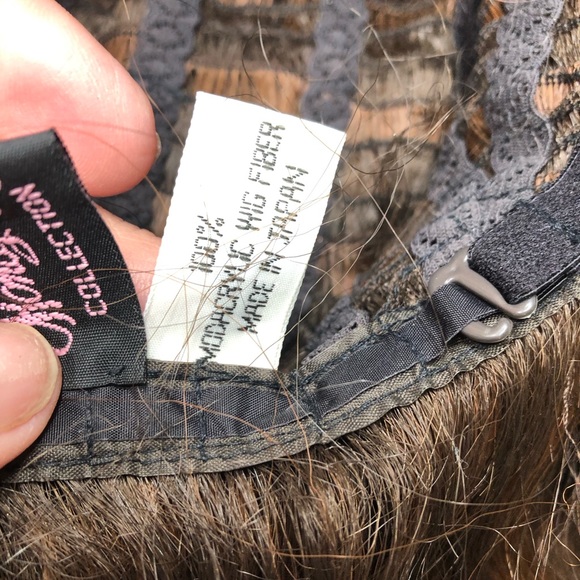 COLLECTION
100%
MODACRYLIC WIG FIBER
MADE IN JAPAN